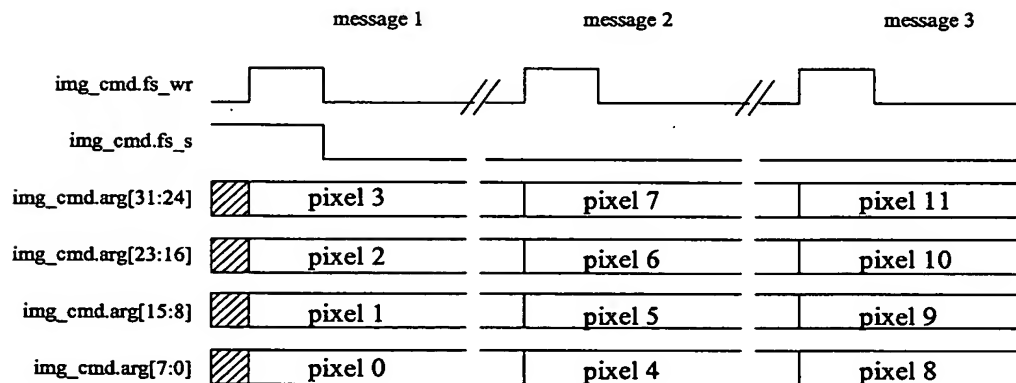 message 1 message 2 message 3
img_cmd.fs_wr
img_cmd.fs_s
img_cmd.arg[31:24] pixel 3 pixel 7 pixel 11
img_cmd.arg[23:16] pixel 2 pixel 6 pixel 10
img_cmd.arg[15:8] pixel 1 pixel 5 pixel 9
img_cmd.arg[7:0] pixel 0 pixel 4 pixel 8